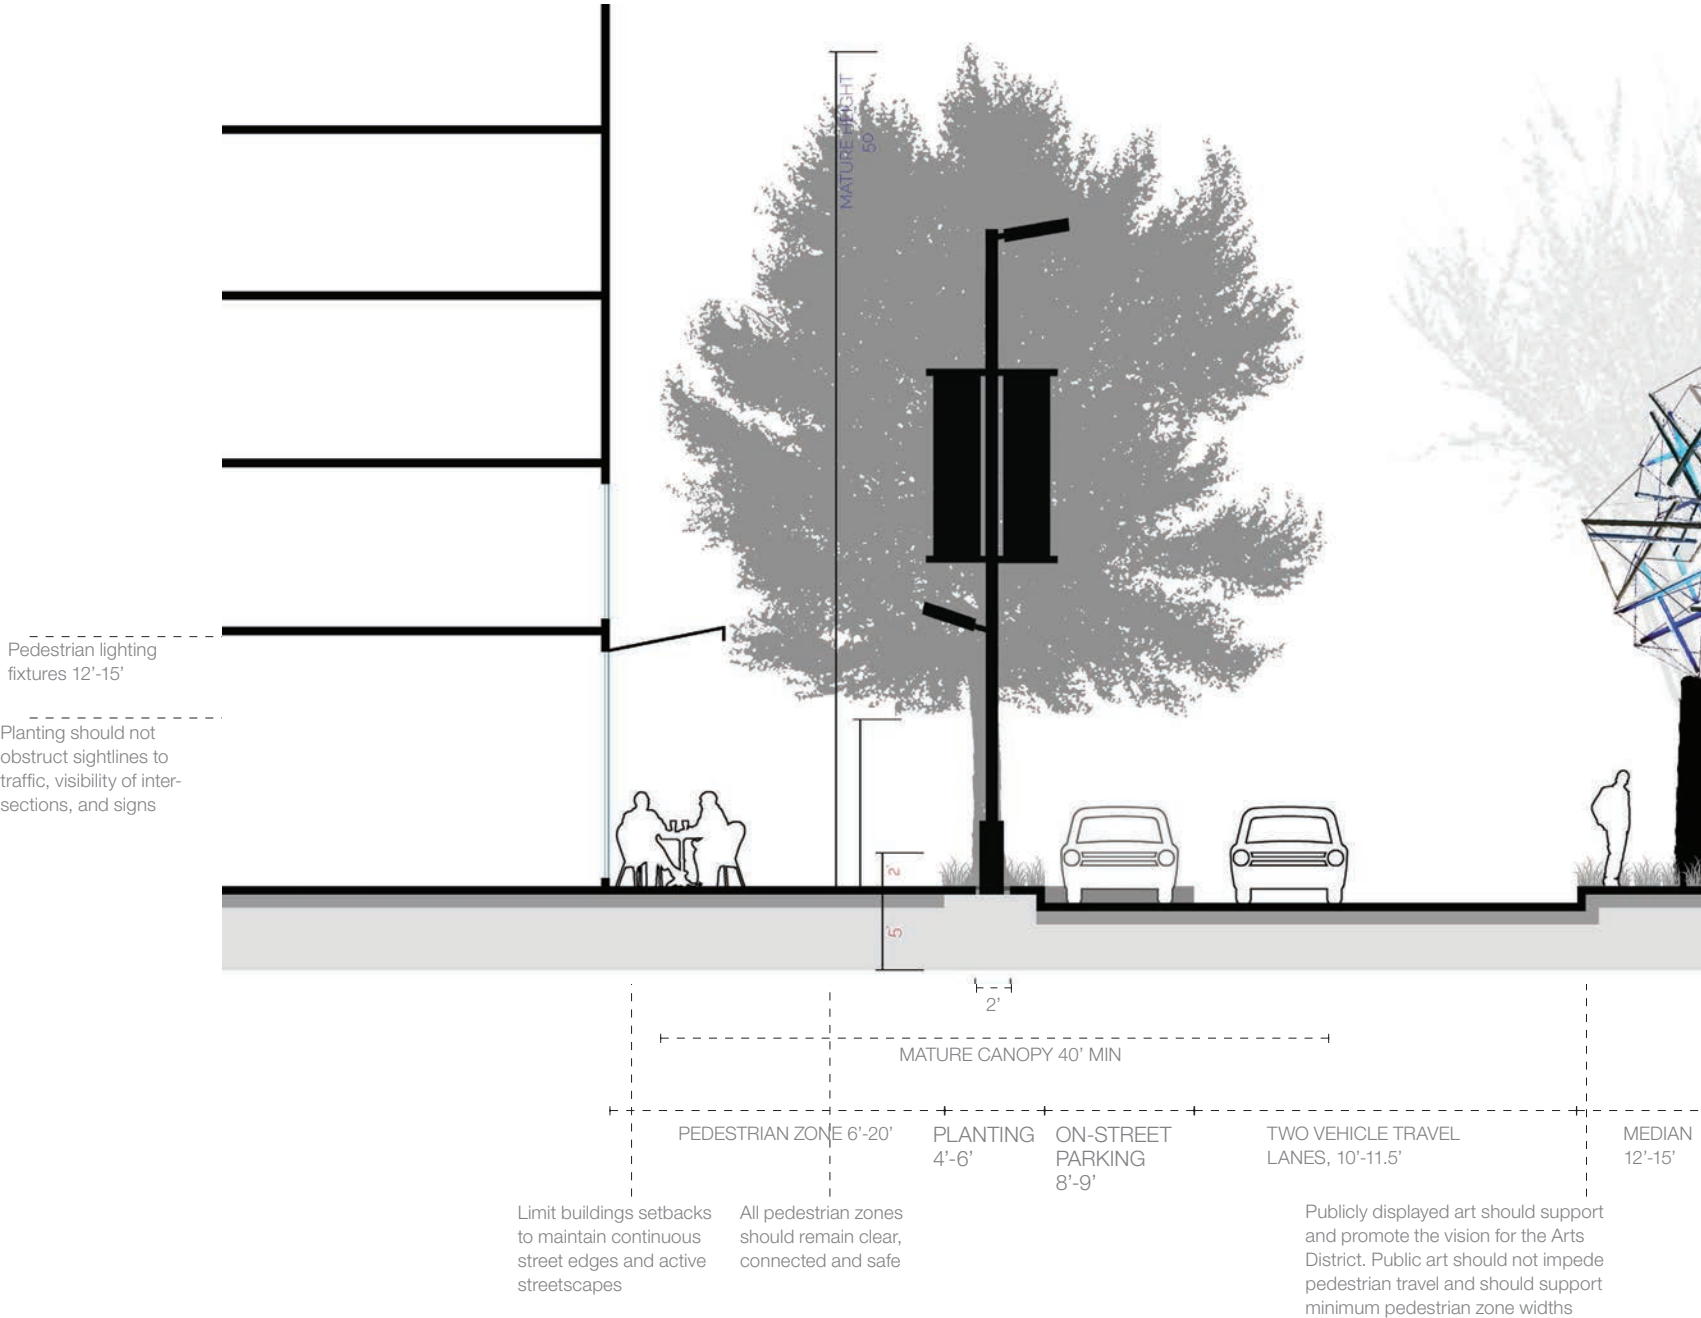 MATURE HEIGHT
50
Pedestrian lighting
fixtures 12'-15'
Planting should not
obstruct sightlines to
traffic, visibility of inter-
sections, and signs
2'
5'
2'
MATURE CANOPY 40' MIN
PEDESTRIAN ZONE 6'-20'
PLANTING
4'-6'
ON-STREET
PARKING
8'-9'
TWO VEHICLE TRAVEL
LANES, 10'-11.5'
MEDIAN
12'-15'
Limit buildings setbacks
to maintain continuous
street edges and active
streetscapes
All pedestrian zones
should remain clear,
connected and safe
Publicly displayed art should support
and promote the vision for the Arts
District. Public art should not impede
pedestrian travel and should support
minimum pedestrian zone widths